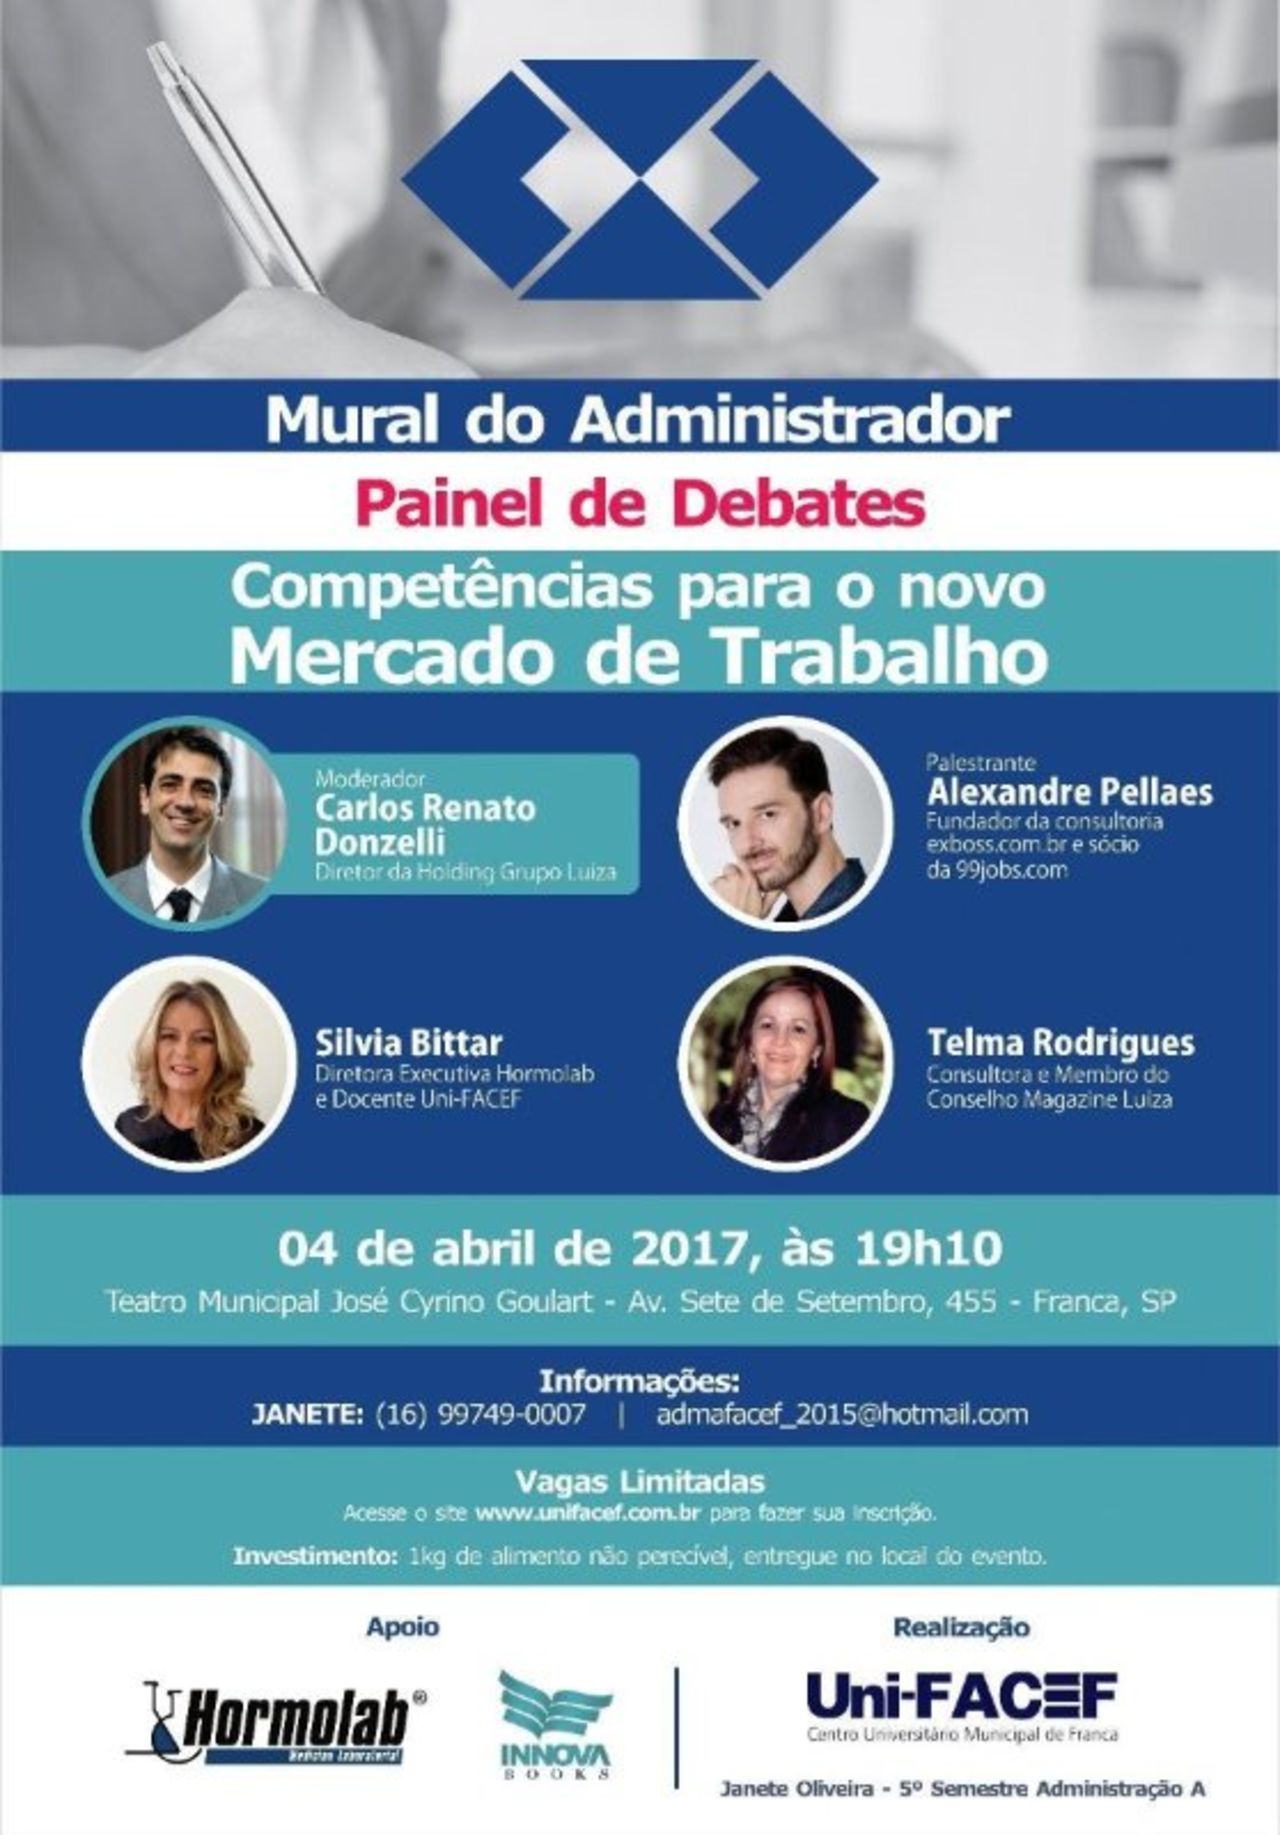 Mural do Administrador
Painel de Debates
Competências para o novo
Mercado de Trabalho
Moderador
Carlos Renato
Donzelli
Diretor da Holding Grupo Luiza
Palestrante
Alexandre Pellaes
Fundador da consultoria
exboss.com.br e sócio
da 99jobs.com
Silvia Bittar
Diretora Executiva Hormolab
e Docente Uni-FACEF
Telma Rodrigues
Consultora e Membro do
Conselho Magazine Luiza
04 de abril de 2017, às 19h10
Teatro Municipal José Cyrino Goulart - Av. Sete de Setembro, 455 - Franca, SP
Informações:
JANETE: (16) 99749-0007 | admafacef_2015@hotmail.com
Vagas Limitadas
Acesse o site www.unifacef.com.br para fazer sua inscrição.
Investimento: 1kg de alimento não perecível, entregue no local do evento.
Apoio
Hormolab®
Medicina Laboratorial
INNOVA
BOOKS
Realização
Uni-FACEF
Centro Universitário Municipal de Franca
Janete Oliveira - 5º Semestre Administração A